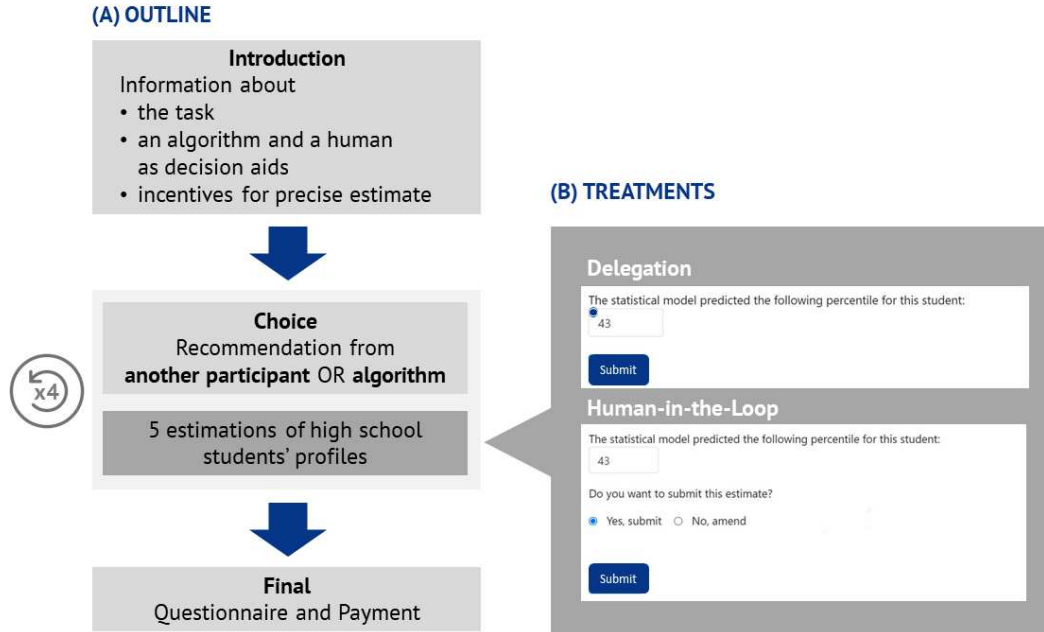 (A) OUTLINE
Introduction
Information about
• the task
• an algorithm and a human
as decision aids
• incentives for precise estimate
x4
Choice
Recommendation from
another participant OR algorithm
5 estimations of high school
students' profiles
Final
Questionnaire and Payment
(B) TREATMENTS
Delegation
The statistical model predicted the following percentile for this student:
43
Submit
Human-in-the-Loop
The statistical model predicted the following percentile for this student:
43
Do you want to submit this estimate?
Yes, submit No, amend
Submit